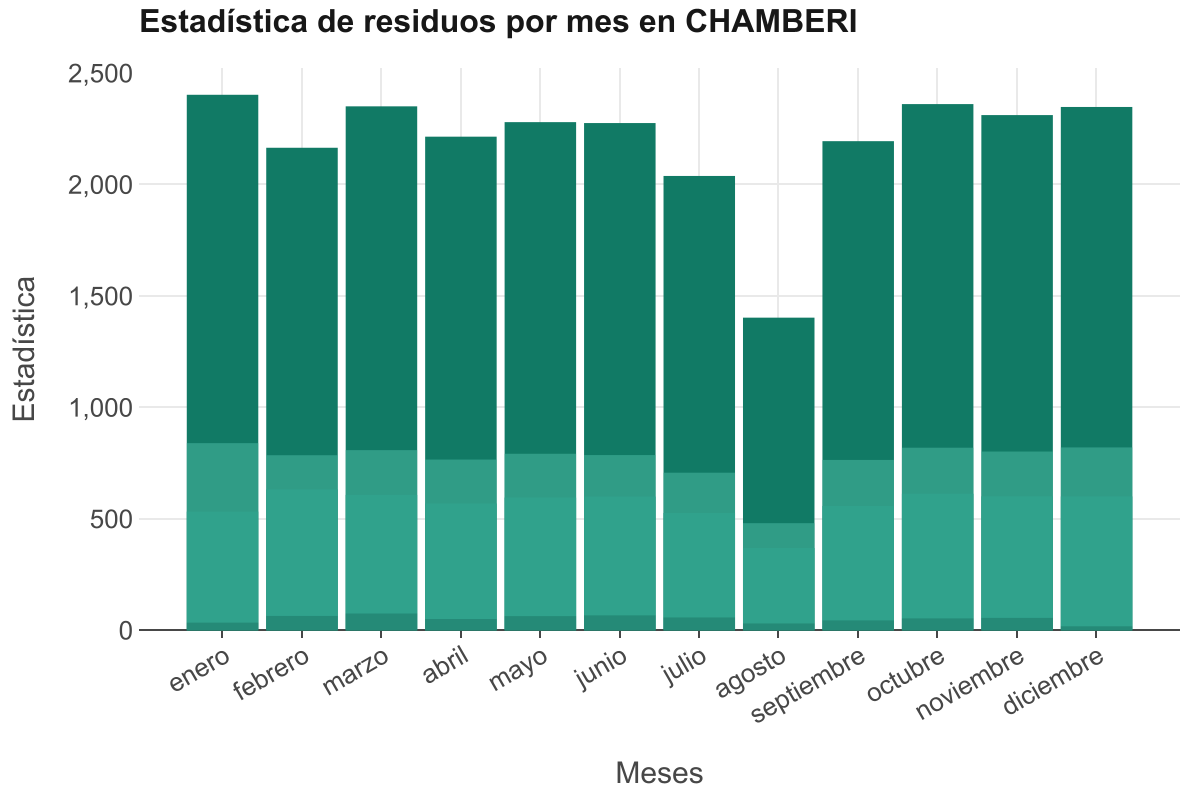 Estadística de residuos por mes en CHAMBERI
Estadística
2,500
2,000
1,500
1,000
500
0
enero
febrero
marzo
abril
mayo
junio
julio
agosto
septiembre
octubre
noviembre
diciembre
Meses